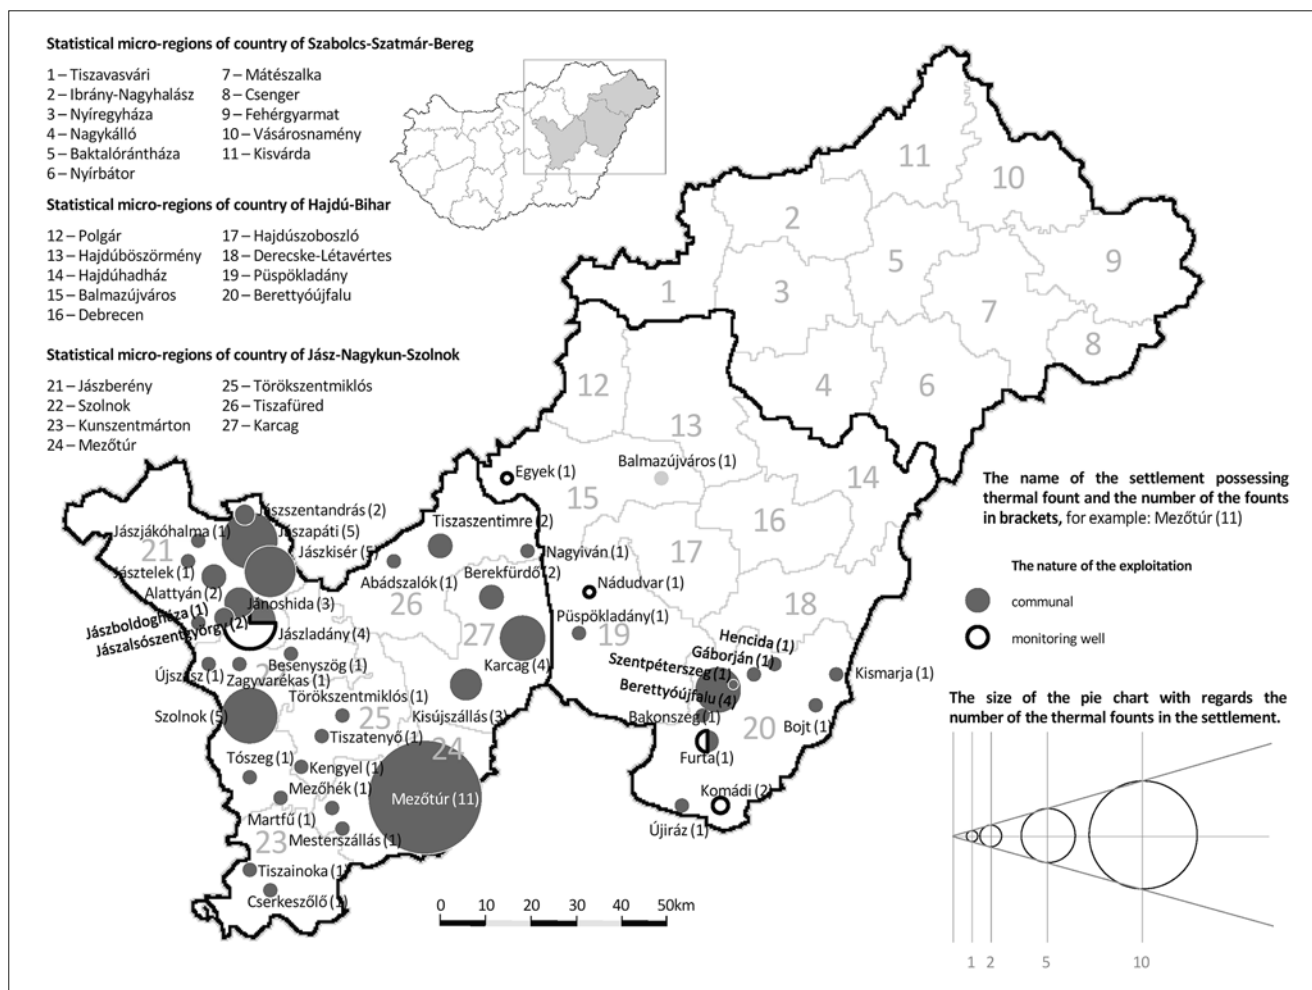 Statistical micro-regions of country of Szabolcs-Szatmár-Bereg
1 – Tiszavasvári
2 – Ibrány-Nagyhalász
3 – Nyíregyháza
4 – Nagykálló
5 – Baktalórántháza
6 – Nyírbátor
7 – Mátészalka
8 – Csenger
9 – Fehérgyarmat
10 – Vásárosnamény
11 – Kisvárda
Statistical micro-regions of country of Hajdú-Bihar
12 – Polgár
13 – Hajdúböszörmény
14 – Hajdúhadház
15 – Balmazújváros
16 – Debrecen
17 – Hajdúszoboszló
18 – Derecske-Létavértes
19 – Püspökladány
20 – Berettyóújfalu
Statistical micro-regions of country of Jász-Nagykun-Szolnok
21 – Jászberény
22 – Szolnok
23 – Kunszentmárton
24 – Mezőtúr
25 – Törökszentmiklós
26 – Tiszafüred
27 – Karcag
11
10
2
5
9
1
3
7
8
4
6
12
13
Egyek (1)
Balmazújváros (1)
15
14
16
Jászszentandrás (2)
Jászjákóhalma (1)
Jászapáti (5)
21
Jászkisér (5)
Jásztelek (1)
Alattyán (2)
Jánoshida (3)
Jászboldogháza (1)
Jászalsószentgyörgy (2)
Jászladány (4)
Tiszaszentimre (2)
Nagyiván (1)
Abádszalók (1)
Berekfürdő (2)
26
27
Karcag (4)
Kisújszállás (3)
17
Nádudvar (1)
Püspökladány (1)
19
18
Hencida (1)
Gáborján (1)
Szentpéterszeg (1)
Berettyóújfalu (4)
Bakonszeg (1)
Kismarja (1)
20
Bojt (1)
Furta (1)
Komádi (2)
Újiráz (1)
Besenyszög (1)
Újszász (1)
Zagyvarékas (1)
2
Törökszentmiklós (1)
Szolnok (5)
25
Tiszatenyő (1)
24
Tószeg (1)
Kengyel (1)
Mezőhék (1)
Mezőtúr (11)
Martfű (1)
23
Mesterszállás (1)
Tiszainoka (1)
Cserkeszőlő (1)
0 10 20 30 40 50km
The name of the settlement possessing
thermal fount and the number of the founts
in brackets, for example: Mezőtúr (11)
The nature of the exploitation
communal
monitoring well
The size of the pie chart with regards the
number of the thermal founts in the settlement.
1 2 5 10